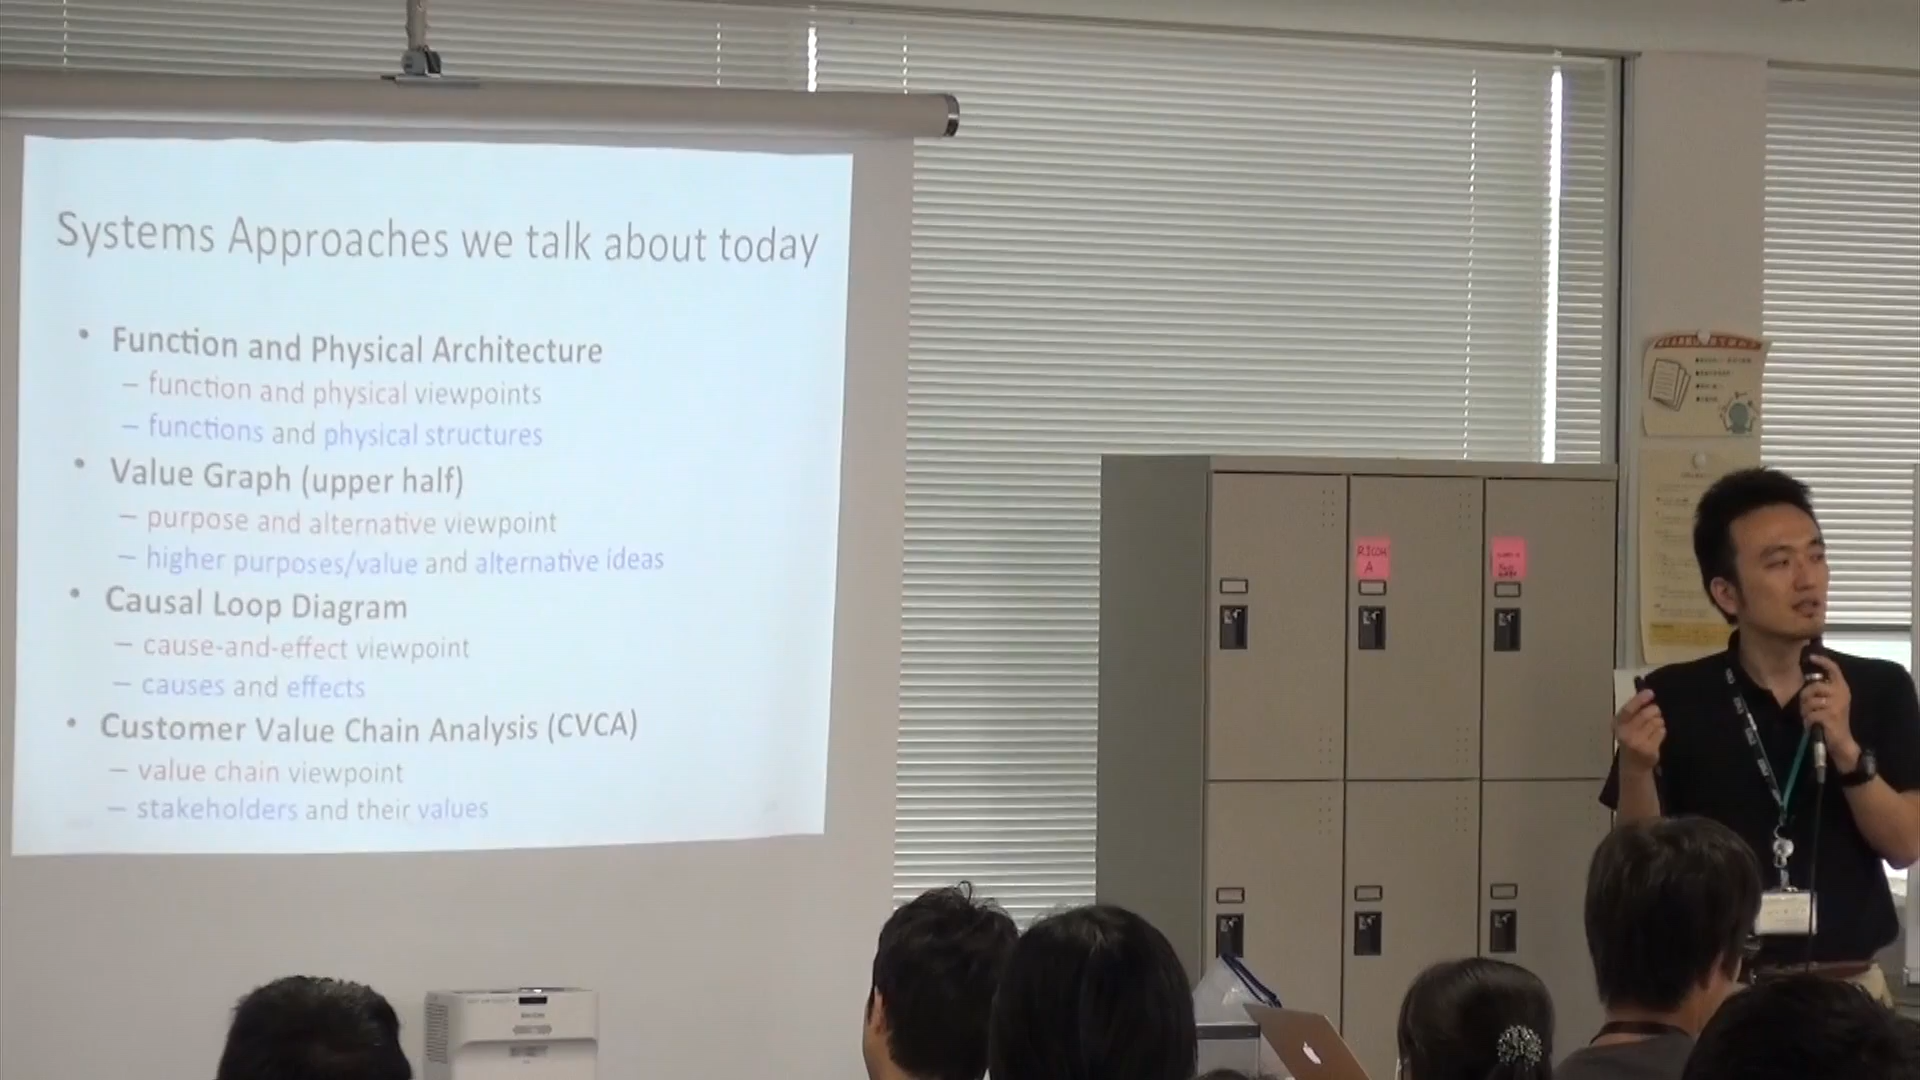 Systems Approaches we talk about today
• Function and Physical Architecture
– function and physical viewpoints
– functions and physical structures
• Value Graph (upper half)
– purpose and alternative viewpoint
– higher purposes/value and alternative ideas
• Causal Loop Diagram
– cause-and-effect viewpoint
– causes and effects
• Customer Value Chain Analysis (CVCA)
– value chain viewpoint
– stakeholders and their values
RICOH
A